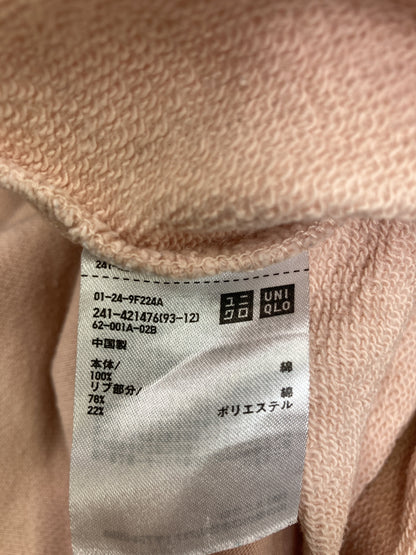 01-24-9F224A
241-421476(93-12)
62-001A-02B
ユニクロ
UNIQLO
中国製
本体/
100% 綿
リブ部分/
78% 綿
22% ポリエステル